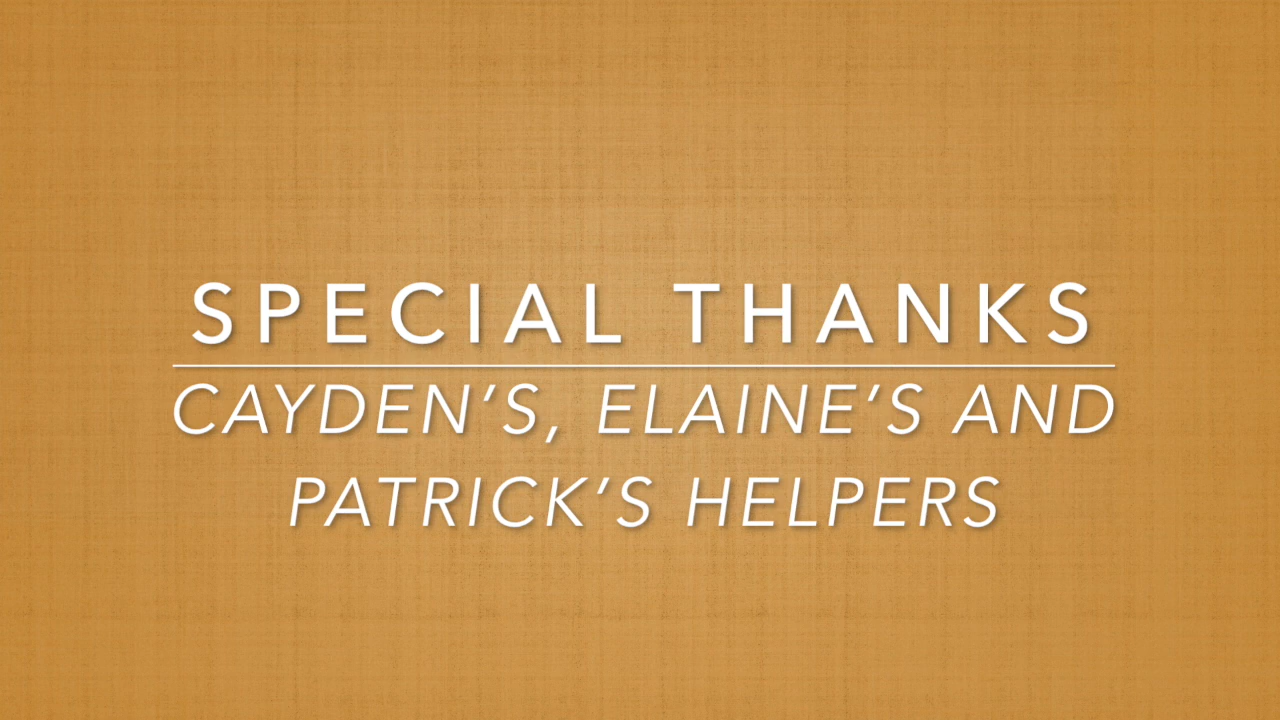 SPECIAL THANKS
CAYDEN’S, ELAINE’S AND
PATRICK’S HELPERS